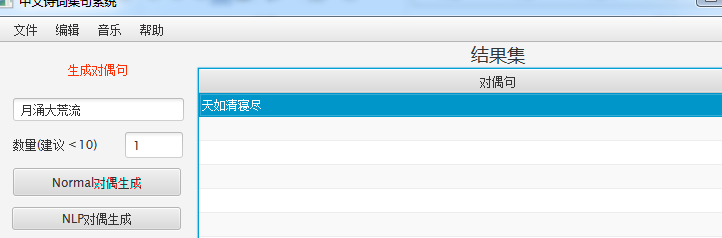 中文诗词集句系统
文件 编辑 音乐 帮助
结果集
生成对偶句
对偶句
月涌大荒流
天如清寝尽
数量(建议 < 10) 1
Normal对偶生成
NLP对偶生成